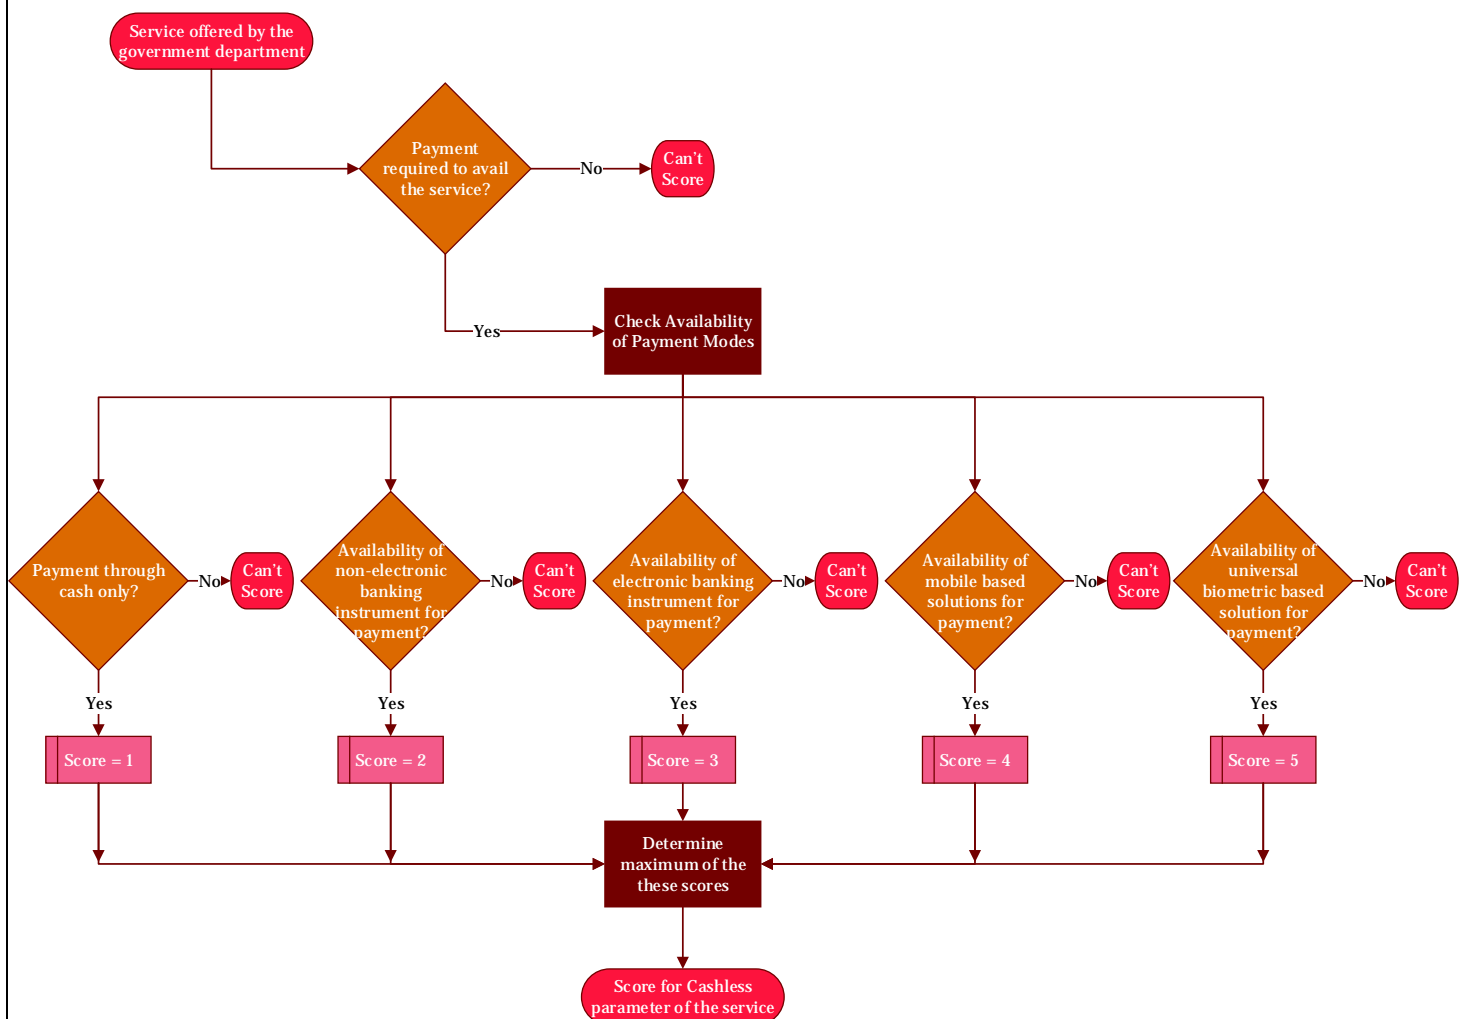 Service offered by the
government department
Payment
required to avail
the service?
No
Can't
Score
Yes
Check Availability
of Payment Modes
Payment through
cash only?
No
Can't
Score
Availability of
non-electronic
banking
instrument for
payment?
No
Can't
Score
Availability of
electronic banking
instrument for
payment?
No
Can't
Score
Availability of
mobile based
solutions for
payment?
No
Can't
Score
Availability of
universal
biometric based
solution for
payment?
No
Can't
Score
Yes
Yes
Yes
Yes
Yes
Score = 1
Score = 2
Score = 3
Score = 4
Score = 5
Determine
maximum of the
these scores
Score for Cashless
parameter of the service